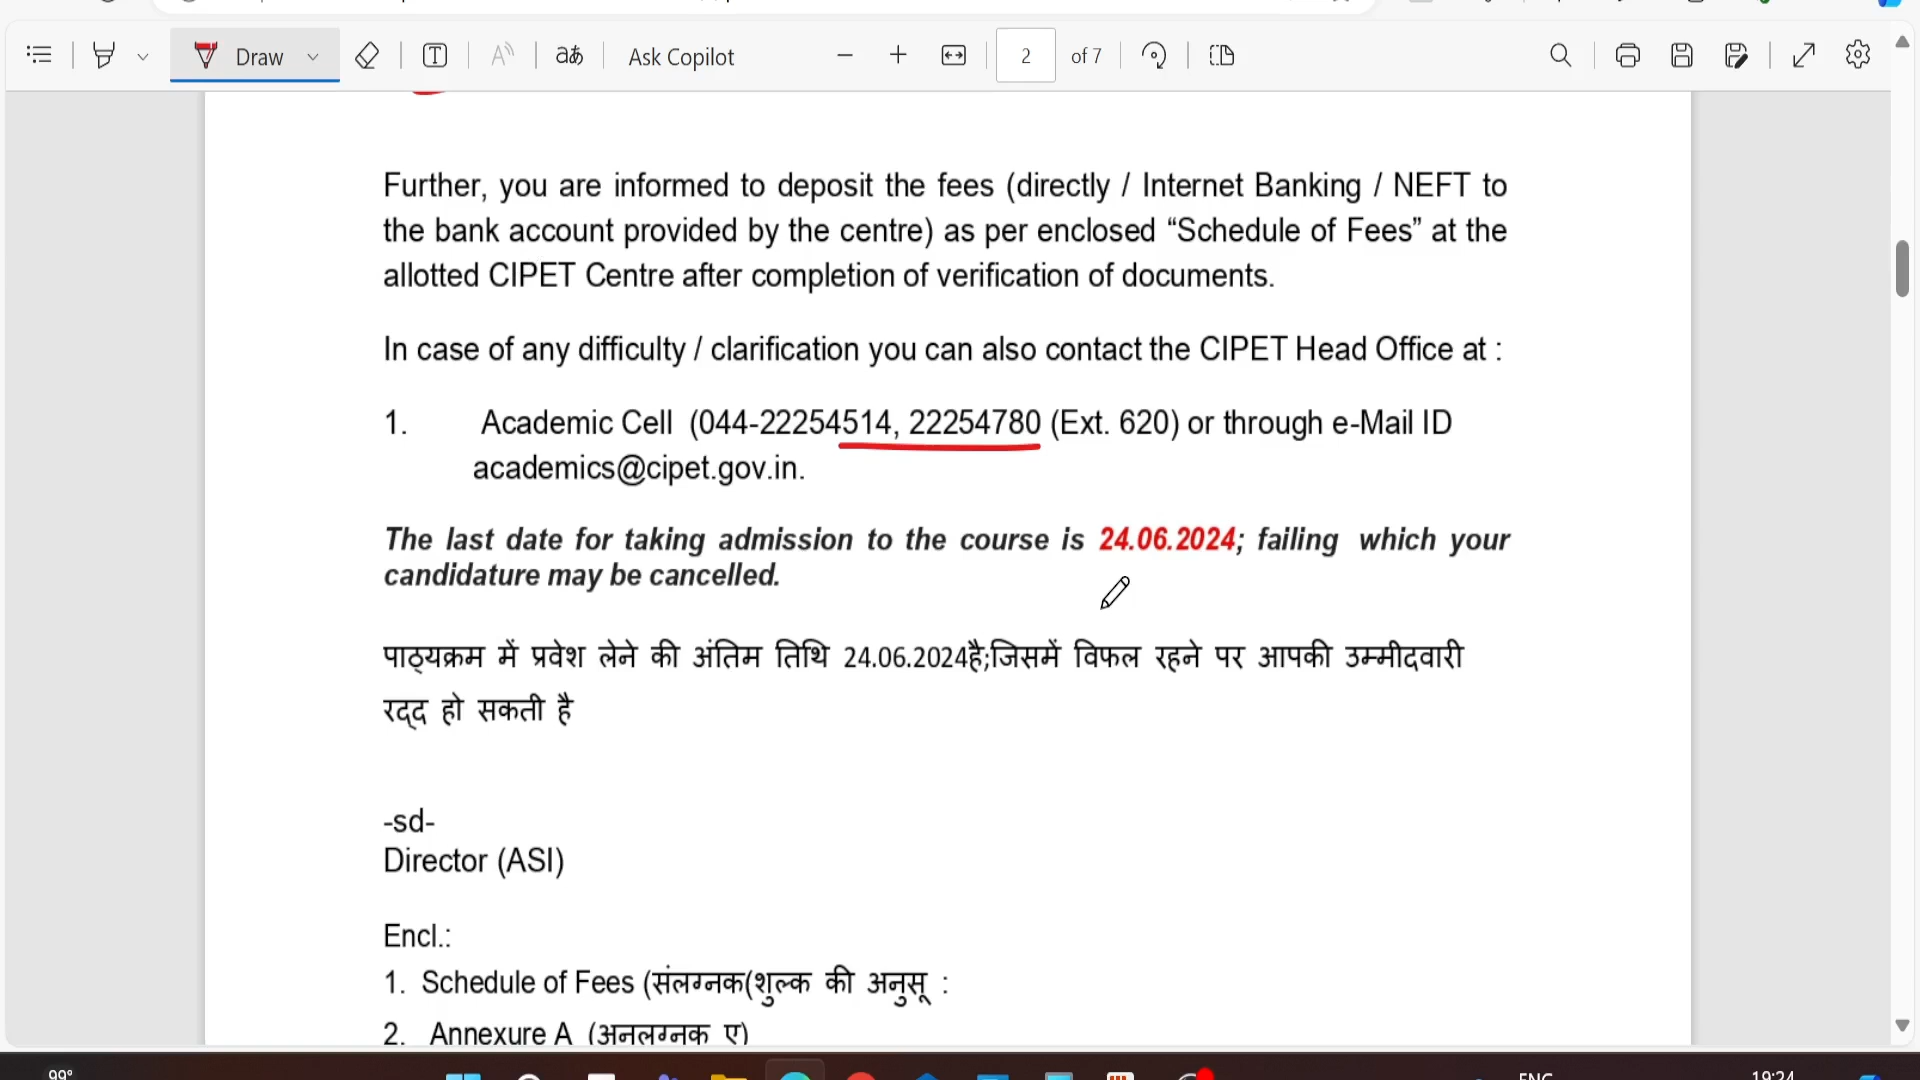 Draw
Ask Copilot
2
of 7
Further, you are informed to deposit the fees (directly / Internet Banking / NEFT to
the bank account provided by the centre) as per enclosed “Schedule of Fees” at the
allotted CIPET Centre after completion of verification of documents.
In case of any difficulty / clarification you can also contact the CIPET Head Office at :
1. Academic Cell (044-22254514, 22254780 (Ext. 620) or through e-Mail ID
academics@cipet.gov.in.
The last date for taking admission to the course is 24.06.2024; failing which your
candidature may be cancelled.
पाठ्यक्रम में प्रवेश लेने की अंतिम तिथि 24.06.2024है;जिसमें विफल रहने पर आपकी उम्मीदवारी
रद्द हो सकती है
-sd-
Director (ASI)
Encl.:
1. Schedule of Fees (संलग्नक(शुल्क की अनुसू :
2. Annexure A (अनलग्नक ए)
99°
ENG
19:24